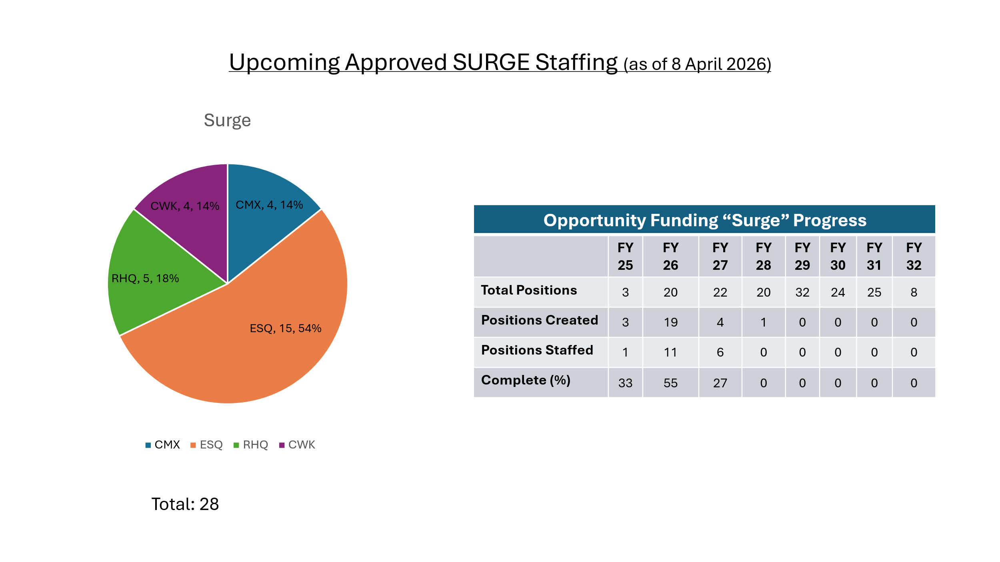 Upcoming Approved SURGE Staffing (as of 8 April 2026)
Surge
CWK, 4, 14%
CMX, 4, 14%
RHQ, 5, 18%
ESQ, 15, 54%
CMX ESQ RHQ CWK
Total: 28
Opportunity Funding “Surge” Progress
FY 25 FY 26 FY 27 FY 28 FY 29 FY 30 FY 31 FY 32
Total Positions 3 20 22 20 32 24 25 8
Positions Created 3 19 4 1 0 0 0 0
Positions Staffed 1 11 6 0 0 0 0 0
Complete (%) 33 55 27 0 0 0 0 0